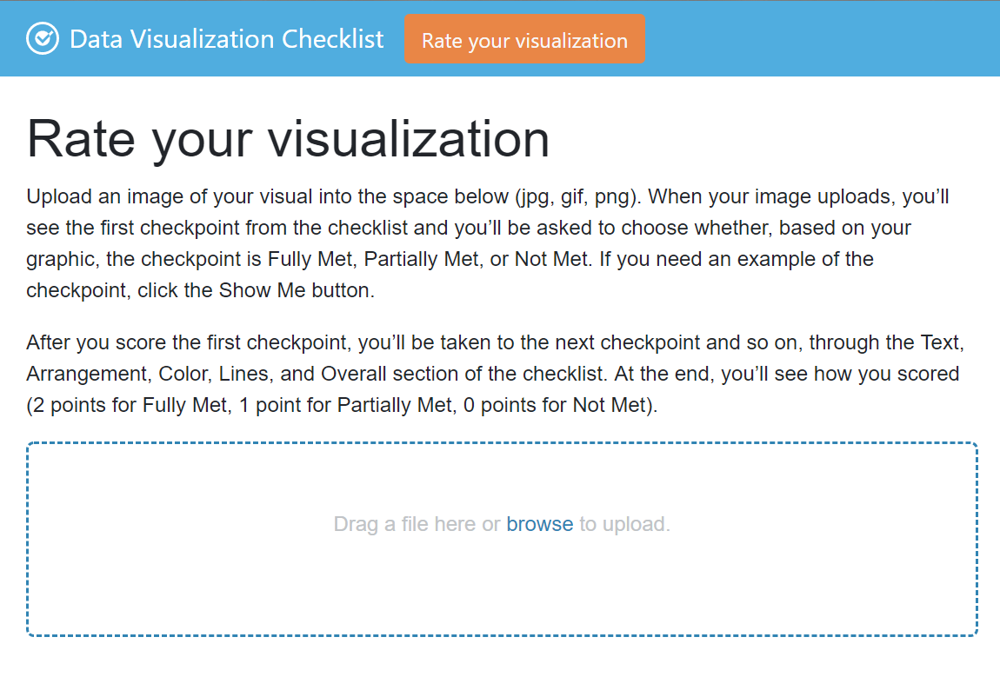 Data Visualization Checklist
Rate your visualization
Rate your visualization
Upload an image of your visual into the space below (jpg, gif, png). When your image uploads, you’ll
see the first checkpoint from the checklist and you’ll be asked to choose whether, based on your
graphic, the checkpoint is Fully Met, Partially Met, or Not Met. If you need an example of the
checkpoint, click the Show Me button.
After you score the first checkpoint, you’ll be taken to the next checkpoint and so on, through the Text,
Arrangement, Color, Lines, and Overall section of the checklist. At the end, you’ll see how you scored
(2 points for Fully Met, 1 point for Partially Met, 0 points for Not Met).
Drag a file here or browse to upload.